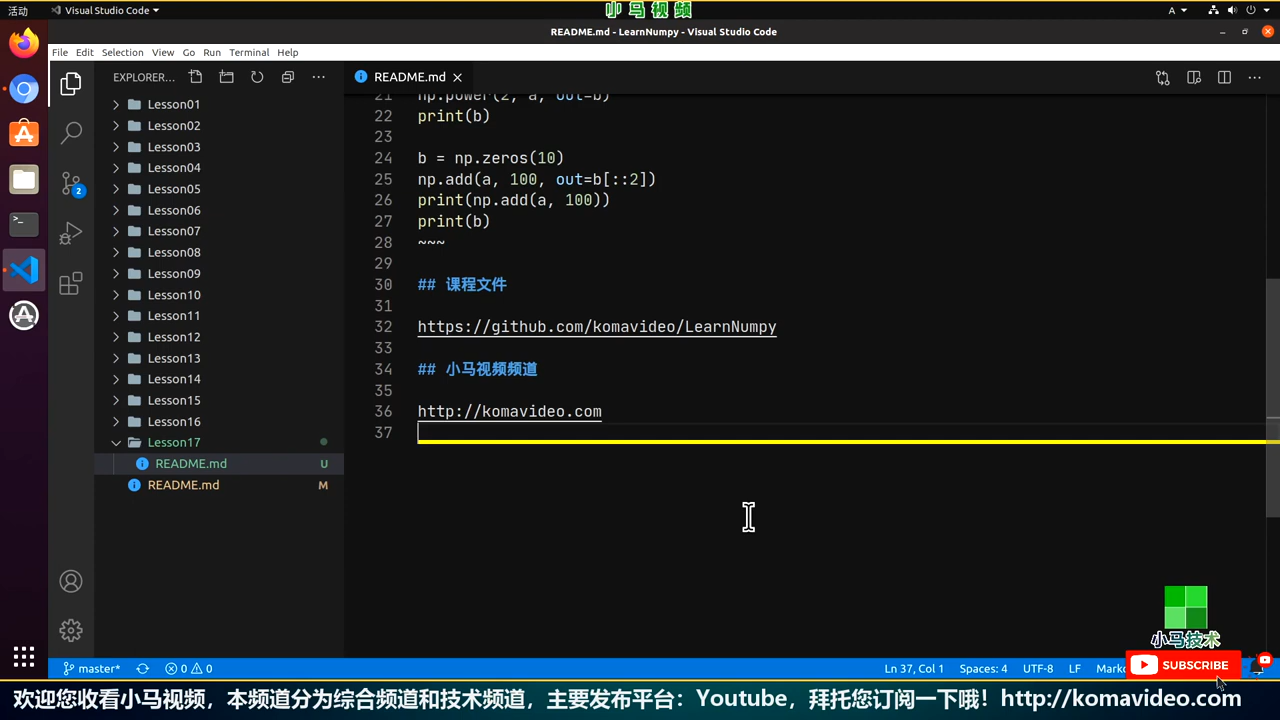 活动
Visual Studio Code
小马视频
A
README.md - LearnNumpy - Visual Studio Code
File Edit Selection View Go Run Terminal Help
EXPLORER...
README.md
Lesson01
Lesson02
Lesson03
Lesson04
Lesson05
Lesson06
Lesson07
Lesson08
Lesson09
Lesson10
Lesson11
Lesson12
Lesson13
Lesson14
Lesson15
Lesson16
Lesson17
README.md U
README.md M
2
21 np.power(2, a, out=b)
22 print(b)
23
24 b = np.zeros(10)
25 np.add(a, 100, out=b[::2])
26 print(np.add(a, 100))
27 print(b)
28 ~~~
29
30 ## 课程文件
31
32 https://github.com/komavideo/LearnNumpy
33
34 ## 小马视频频道
35
36 http://komavideo.com
37
小马技术
SUBSCRIBE
master* 0 0 Ln 37, Col 1 Spaces: 4 UTF-8 LF Marko
欢迎您收看小马视频，本频道分为综合频道和技术频道，主要发布平台：Youtube，拜托您订阅一下哦！http://komavideo.com